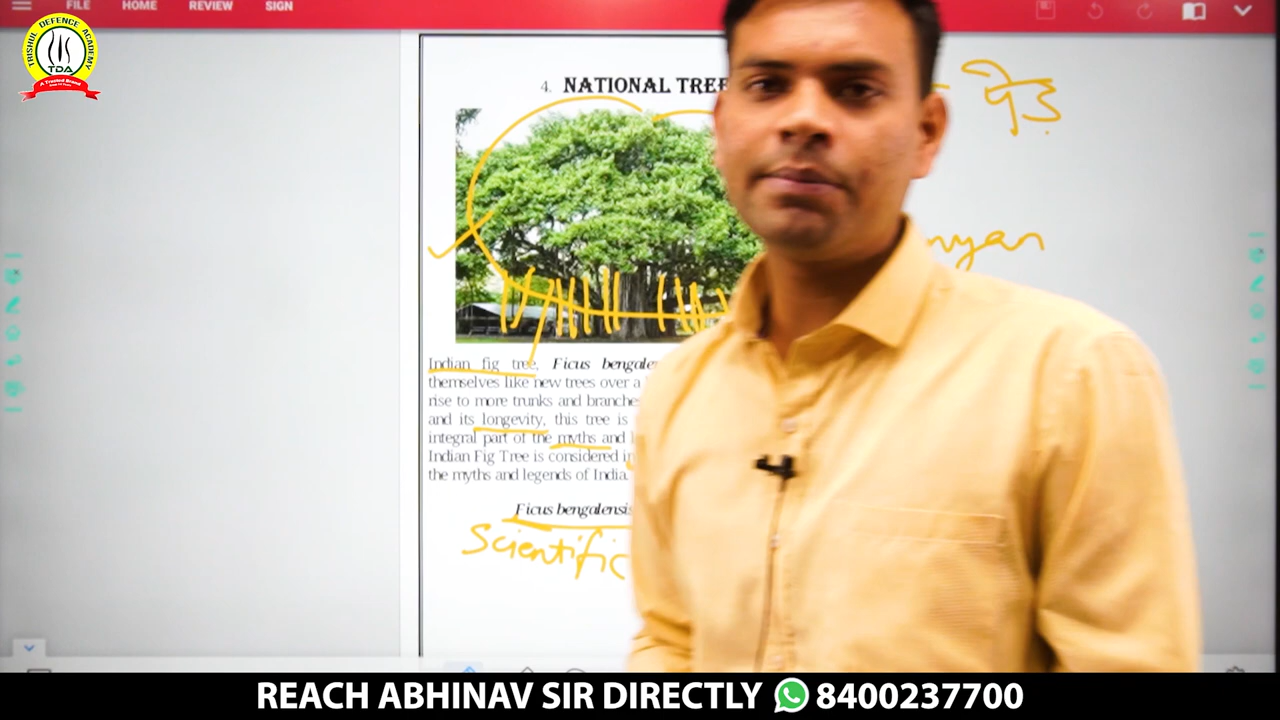 FILE HOME REVIEW SIGN
TRISHUL DEFENCE ACADEMY
TDA
A Trusted Brand
4. NATIONAL TREE
पेड़
nyan
Indian fig tree, Ficus bengale
themselves like new trees over a
rise to more trunks and branche
and its longevity, this tree is
integral part of the myths and
Indian Fig Tree is considered
the myths and legends of India.
Ficus bengalensis
Scientific
REACH ABHINAV SIR DIRECTLY 8400237700